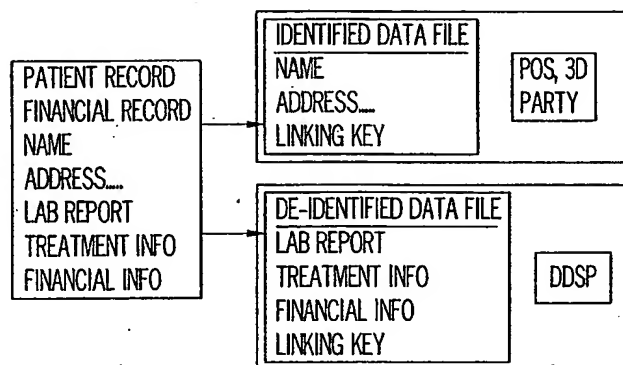 PATIENT RECORD
FINANCIAL RECORD
NAME
ADDRESS.....
LAB REPORT
TREATMENT INFO
FINANCIAL INFO
IDENTIFIED DATA FILE
NAME
ADDRESS.....
LINKING KEY
POS, 3D
PARTY
DE-IDENTIFIED DATA FILE
LAB REPORT
TREATMENT INFO
FINANCIAL INFO
LINKING KEY
DDSP